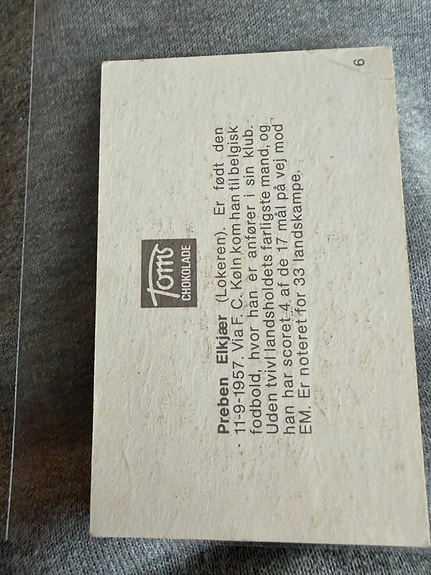 Toms
CHOKOLADE
Preben Elkjær (Lokeren). Er født den
11-9-1957. Via F. C. Køln kom han til belgisk
fodbold, hvor han er anfører i sin klub.
Uden tvivl landsholdets farligste mand, og
han har scoret 4 af de 17 mål på vej mod
EM. Er noteret for 33 landskampe.
6